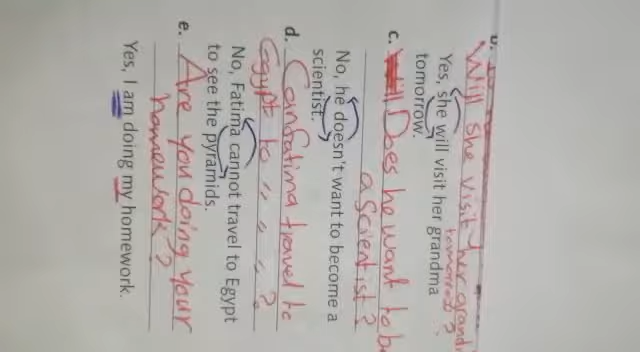 b.
Will she visit her grand
tomorrow ?
Yes, she will visit her grandma
tomorrow.
c. Does he want to be
a scientist ?
No, he doesn't want to become a
scientist.
d. Can fatima travel to
Egypt to " " " ?
No, Fatima cannot travel to Egypt
to see the pyramids.
e. Are you doing your
homework ?
Yes, I am doing my homework.